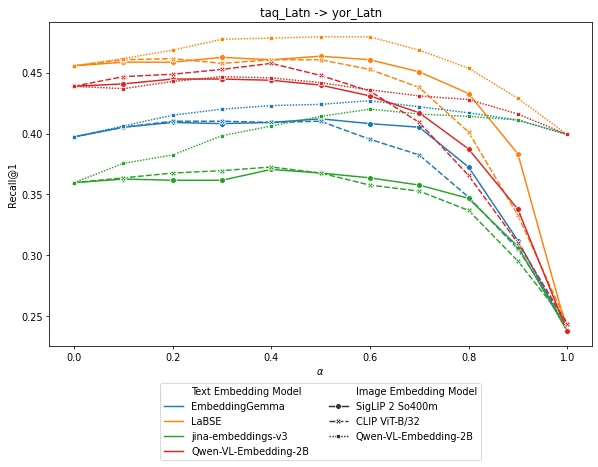 taq_Latn -> yor_Latn
Recall@1
0.45
0.40
0.35
0.30
0.25
0.0
0.2
0.4
0.6
0.8
1.0
α
Text Embedding Model
EmbeddingGemma
LaBSE
jina-embeddings-v3
Qwen-VL-Embedding-2B
Image Embedding Model
SigLIP 2 So400m
CLIP ViT-B/32
Qwen-VL-Embedding-2B